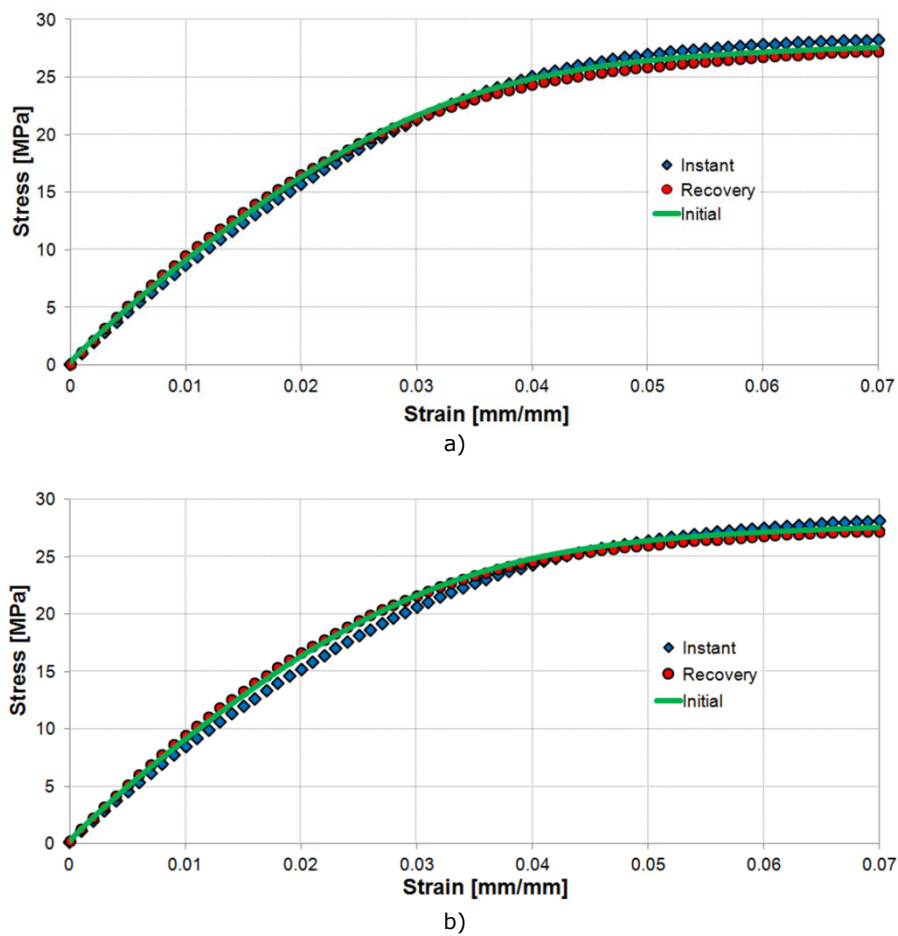 30
25
20
15
10
5
0
Stress [MPa]
Instant
Recovery
Initial
0 0.01 0.02 0.03 0.04 0.05 0.06 0.07
Strain [mm/mm]
a)
30
25
20
15
10
5
0
Stress [MPa]
Instant
Recovery
Initial
0 0.01 0.02 0.03 0.04 0.05 0.06 0.07
Strain [mm/mm]
b)